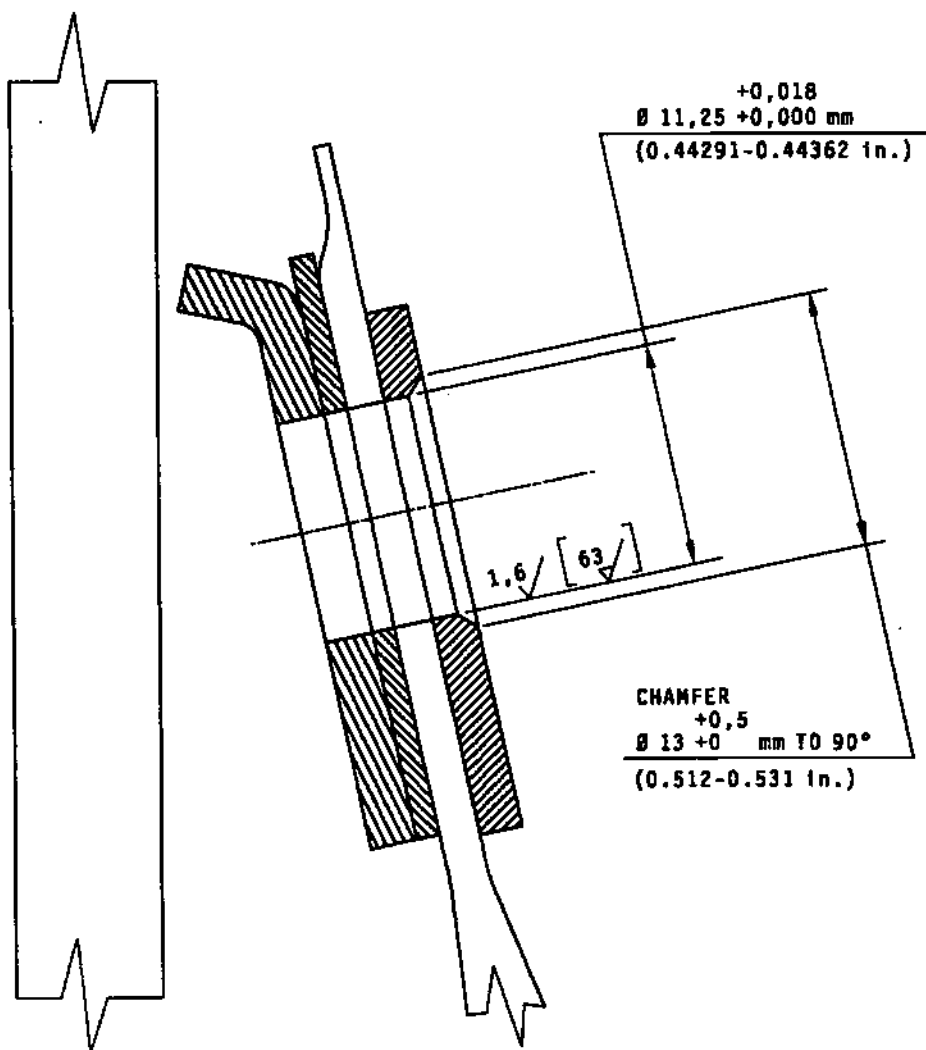 +0,018
Ø 11,25 +0,000 mm
(0.44291-0.44362 in.)
1,6 [63]
CHAMFER
+0,5
Ø 13 +0 mm TO 90°
(0.512-0.531 in.)